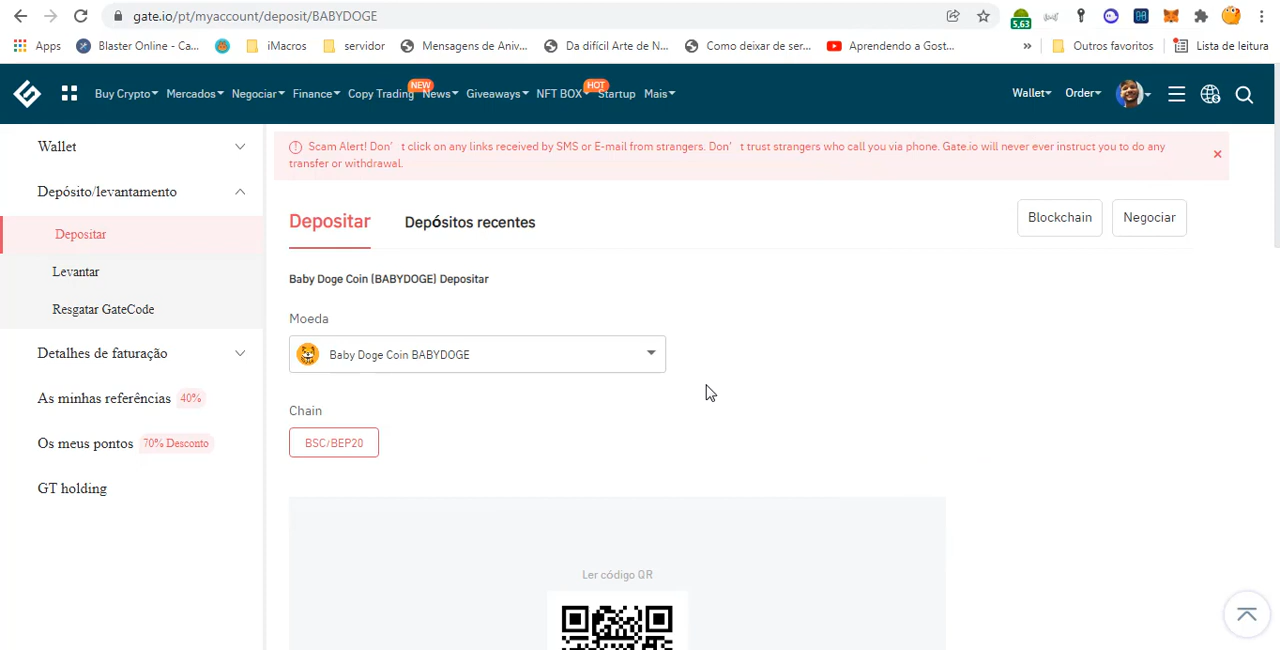 gate.io/pt/myaccount/deposit/BABYDOGE
5,63
Apps Blaster Online - Ca... iMacros servidor Mensagens de Aniv... Da difícil Arte de N... Como deixar de ser... Aprendendo a Gost... » Outros favoritos Lista de leitura
NEW HOT
Buy Crypto Mercados Negociar Finance Copy Trading News Giveaways NFT BOX Startup Mais Wallet Order
Wallet
Depósito/levantamento
Depositar
Levantar
Resgatar GateCode
Detalhes de faturação
As minhas referências 40%
Os meus pontos 70% Desconto
GT holding
Scam Alert! Don't click on any links received by SMS or E-mail from strangers. Don't trust strangers who call you via phone. Gate.io will never ever instruct you to do any
transfer or withdrawal.
Depositar Depósitos recentes Blockchain Negociar
Baby Doge Coin (BABYDOGE) Depositar
Moeda
Baby Doge Coin BABYDOGE
Chain
BSC/BEP20
Ler código QR